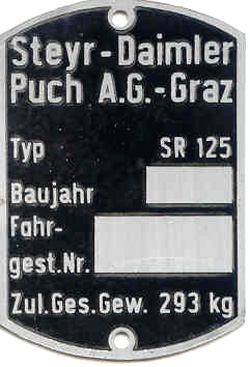 Steyr-Daimler
Puch A.G.-Graz
Typ SR 125
Baujahr
Fahr-
gest.Nr.
Zul.Ges.Gew. 293 kg